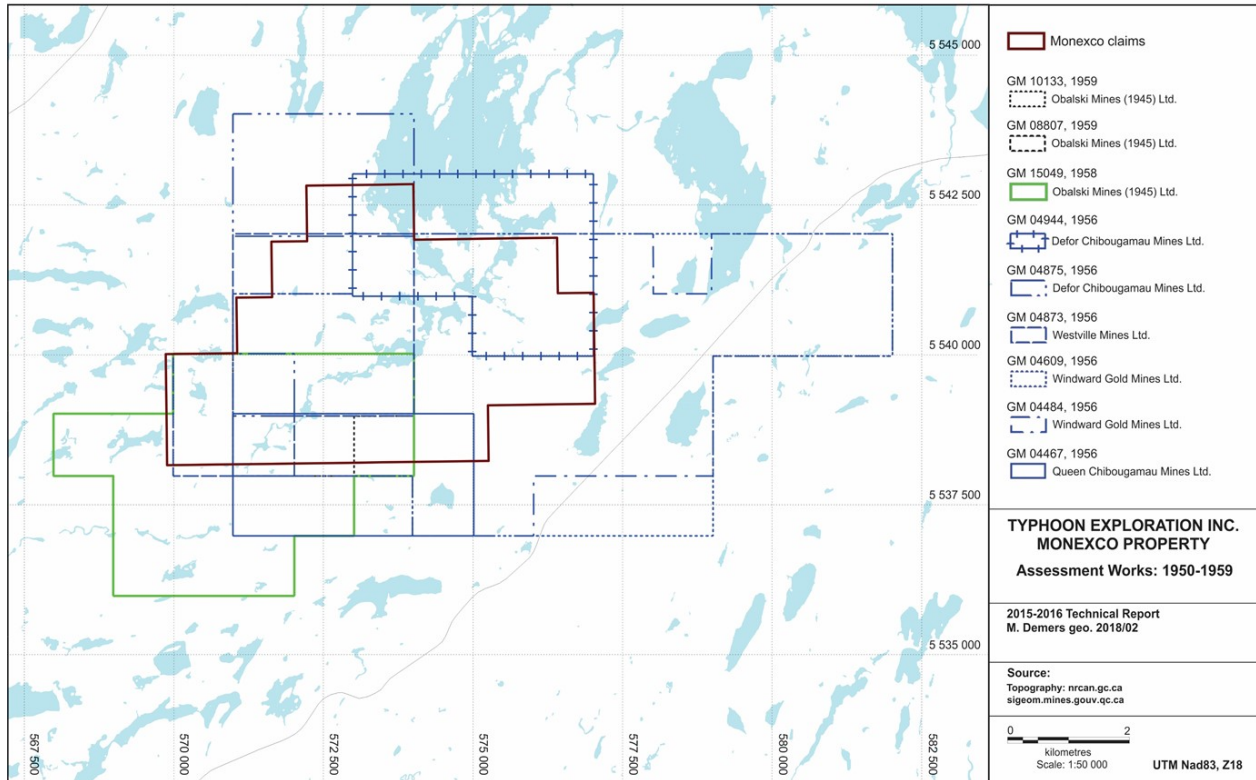 5 545 000
5 542 500
5 540 000
5 537 500
5 535 000
567 500
570 000
572 500
575 000
577 500
580 000
582 500
Monexco claims
GM 10133, 1959
Obalski Mines (1945) Ltd.
GM 08807, 1959
Obalski Mines (1945) Ltd.
GM 15049, 1958
Obalski Mines (1945) Ltd.
GM 04944, 1956
Defor Chibougamau Mines Ltd.
GM 04875, 1956
Defor Chibougamau Mines Ltd.
GM 04873, 1956
Westville Mines Ltd.
GM 04609, 1956
Windward Gold Mines Ltd.
GM 04484, 1956
Windward Gold Mines Ltd.
GM 04467, 1956
Queen Chibougamau Mines Ltd.
TYPHOON EXPLORATION INC.
MONEXCO PROPERTY
Assessment Works: 1950-1959
2015-2016 Technical Report
M. Demers geo. 2018/02
Source:
Topography: nrcan.gc.ca
sigeom.mines.gouv.qc.ca
0 2
kilometres
Scale: 1:50 000
UTM Nad83, Z18